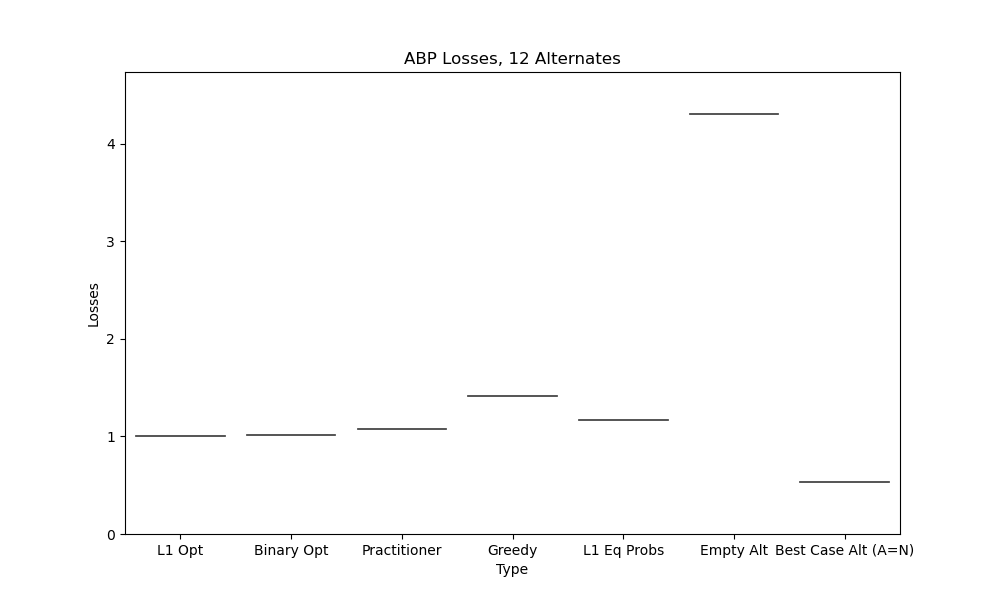 ABP Losses, 12 Alternates
4
3
2
1
0
Losses
L1 Opt Binary Opt Practitioner Greedy L1 Eq Probs Empty Alt Best Case Alt (A=N)
Type